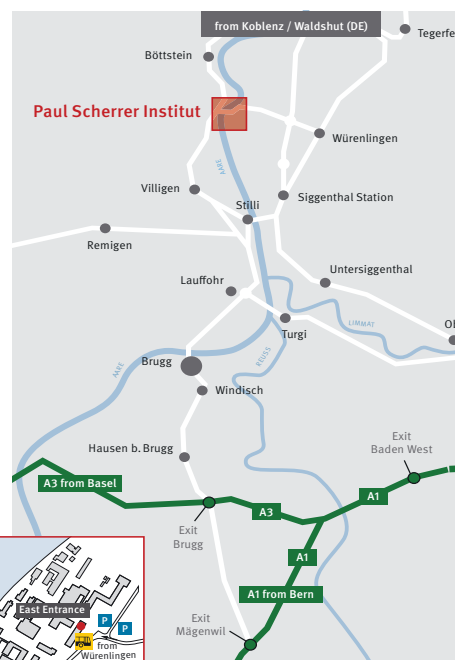 from Koblenz / Waldshut (DE)
Tegerfe
Böttstein
Paul Scherrer Institut
Würenlingen
AARE
Villigen
Siggenthal Station
Stilli
Remigen
Untersiggenthal
Lauffohr
LIMMAT
Ob
Turgi
REUSS
Brugg
AARE
Windisch
Hausen b. Brugg
Exit
Baden West
A3 from Basel
A1
A3
Exit
Brugg
A1
A1 from Bern
East Entrance
P
P
from
Würenlingen
Exit
Mägenwil